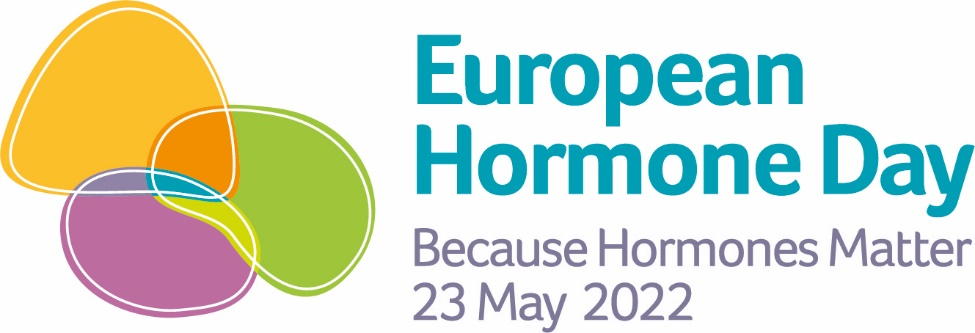 European
Hormone Day
Because Hormones Matter
23 May 2022